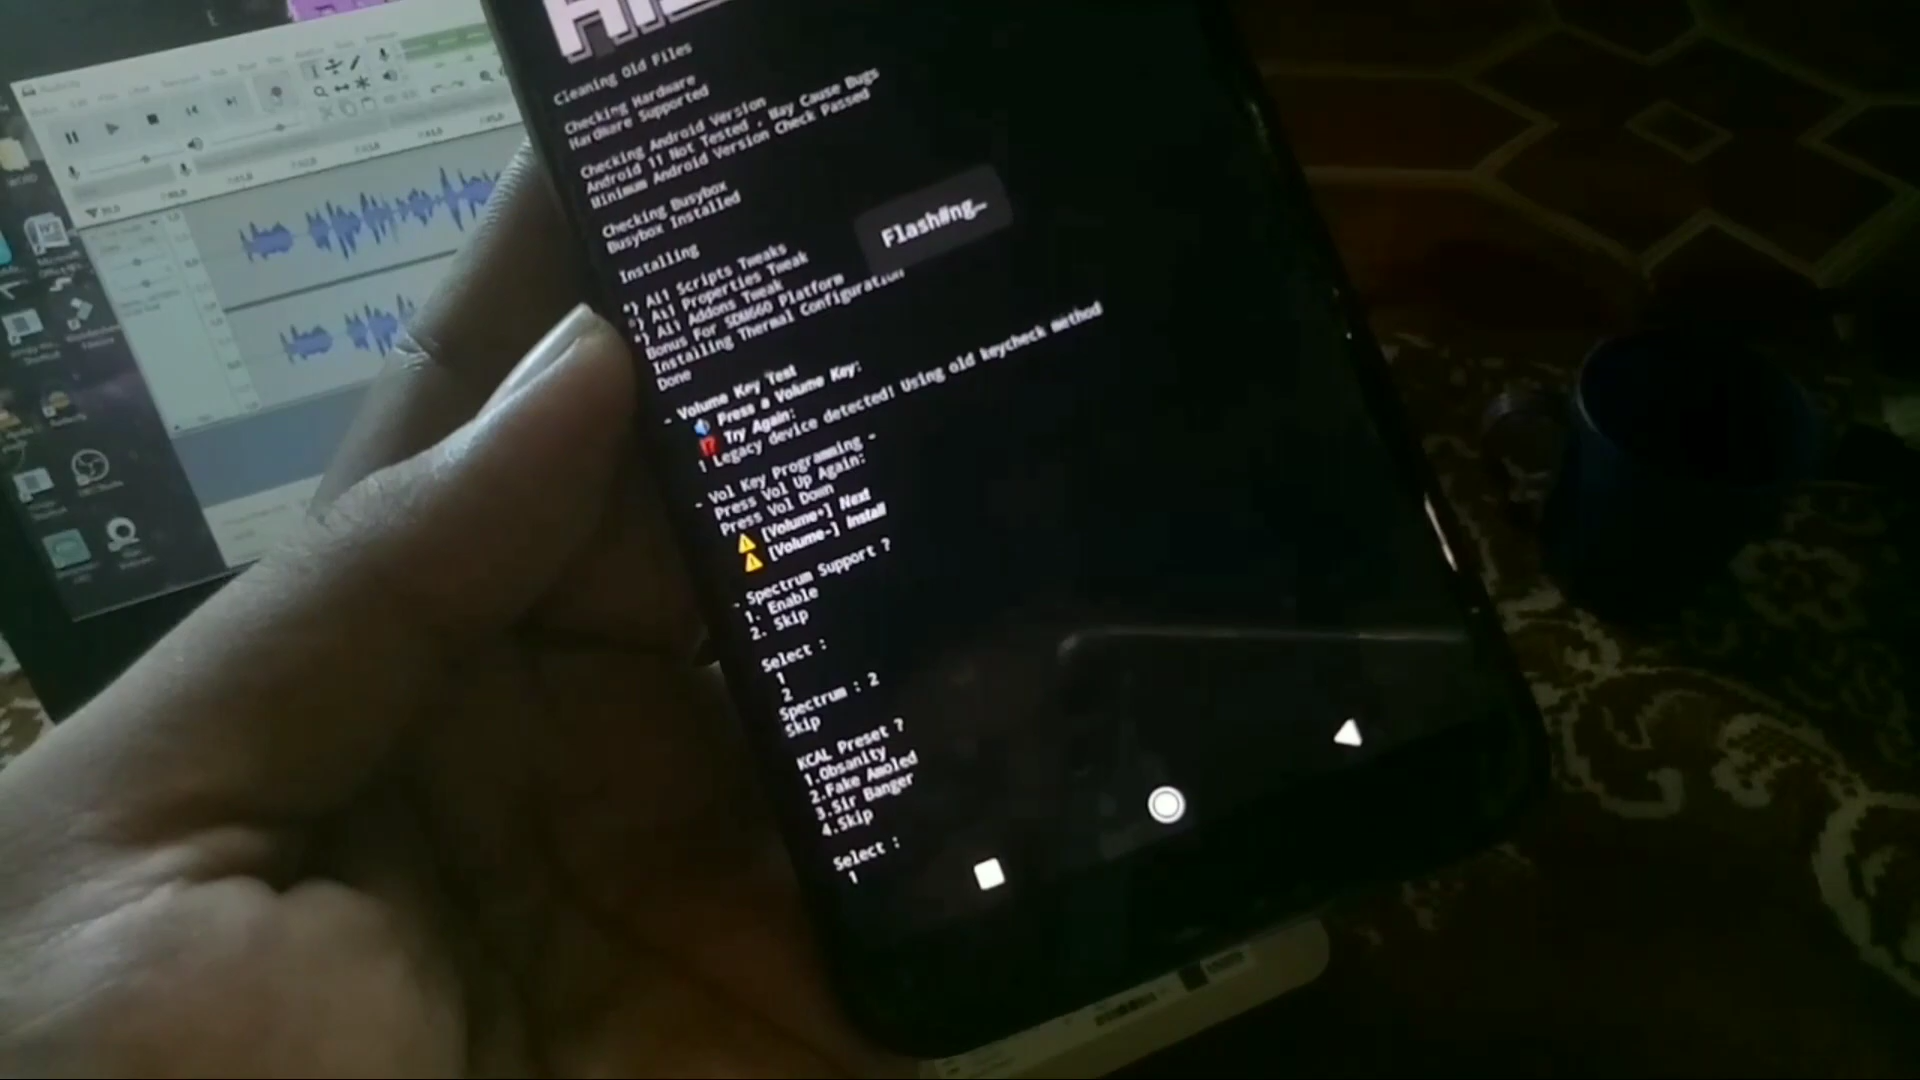 Cleaning Old Files
Checking Hardware
Hardware Supported
Checking Android Version
Android 11 Not Tested . May Cause Bugs
Minimum Android Version Check Passed
Checking Busybox
Busybox Installed
Flash#ng…
Installing
*} All Scripts Tweaks
*} All Properties Tweak
*} All Addons Tweak
Bonus For SDM660 Platform
Installing Thermal Configuration
Done
- Volume Key Test
Press a Volume Key:
Try Again:
! Legacy device detected! Using old keycheck method
- Vol Key Programming -
Press Vol Up Again:
Press Vol Down
[Volume+] Next
[Volume-] Install
- Spectrum Support ?
1. Enable
2. Skip
Select :
1
2
Spectrum : 2
Skip
KCAL Preset ?
1.Obsanity
2.Fake Amoled
3.Sir Banger
4.Skip
Select :
1